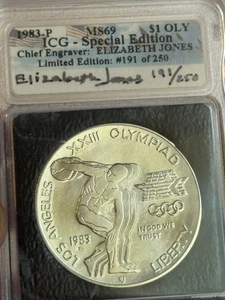 1983-P MS69 $1 OLY
ICG - Special Edition
Chief Engraver: ELIZABETH JONES
Limited Edition: #191 of 250
Elizabeth Jones 191/250
LOS ANGELES XXIII OLYMPIAD
1983
IN GOD WE
TRUST
LIBERTY